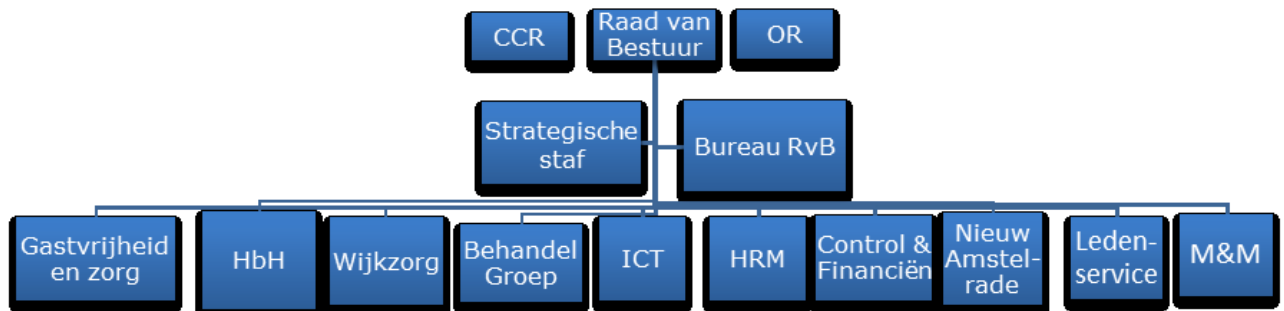 CCR
Raad van
Bestuur
OR
Strategische
staf
Bureau RvB
Gastvrijheid
en zorg
HbH
Wijkzorg
Behandel
Groep
ICT
HRM
Control &
Financiën
Nieuw
Amstel-
rade
Leden-
service
M&M